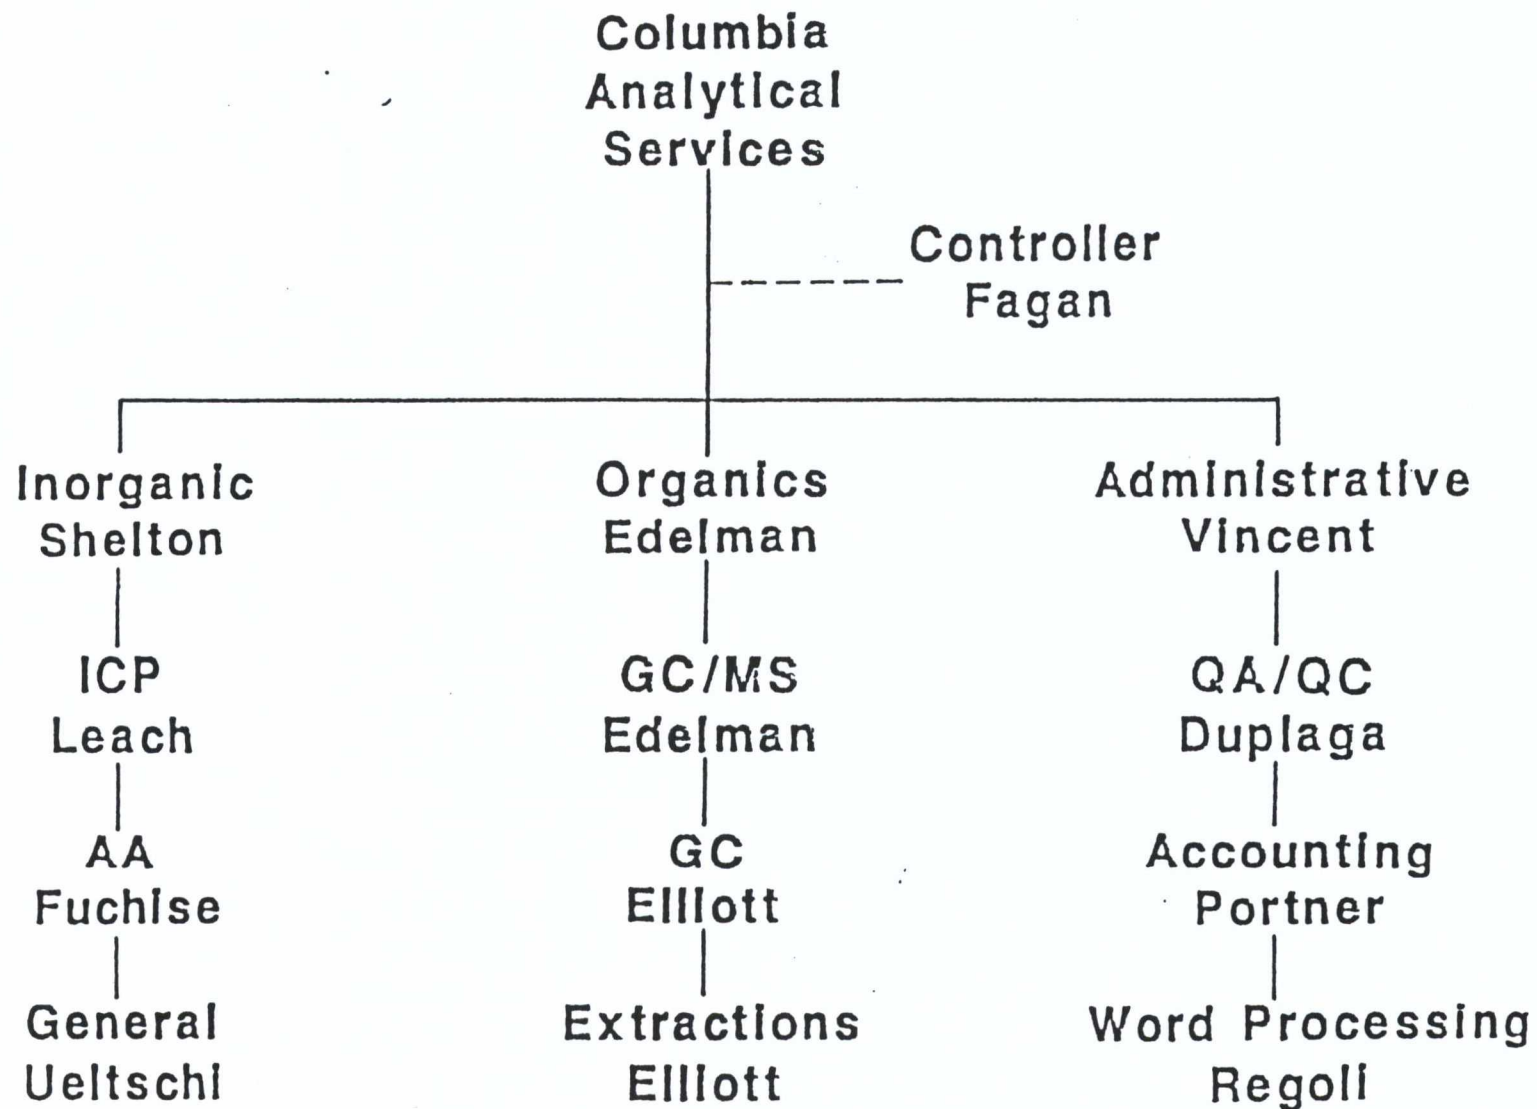 Columbia
Analytical
Services
Controller
Fagan
Inorganic
Shelton
ICP
Leach
AA
Fuchise
General
Ueltschi
Organics
Edelman
GC/MS
Edelman
GC
Elliott
Extractions
Elliott
Administrative
Vincent
QA/QC
Duplaga
Accounting
Portner
Word Processing
Regoli